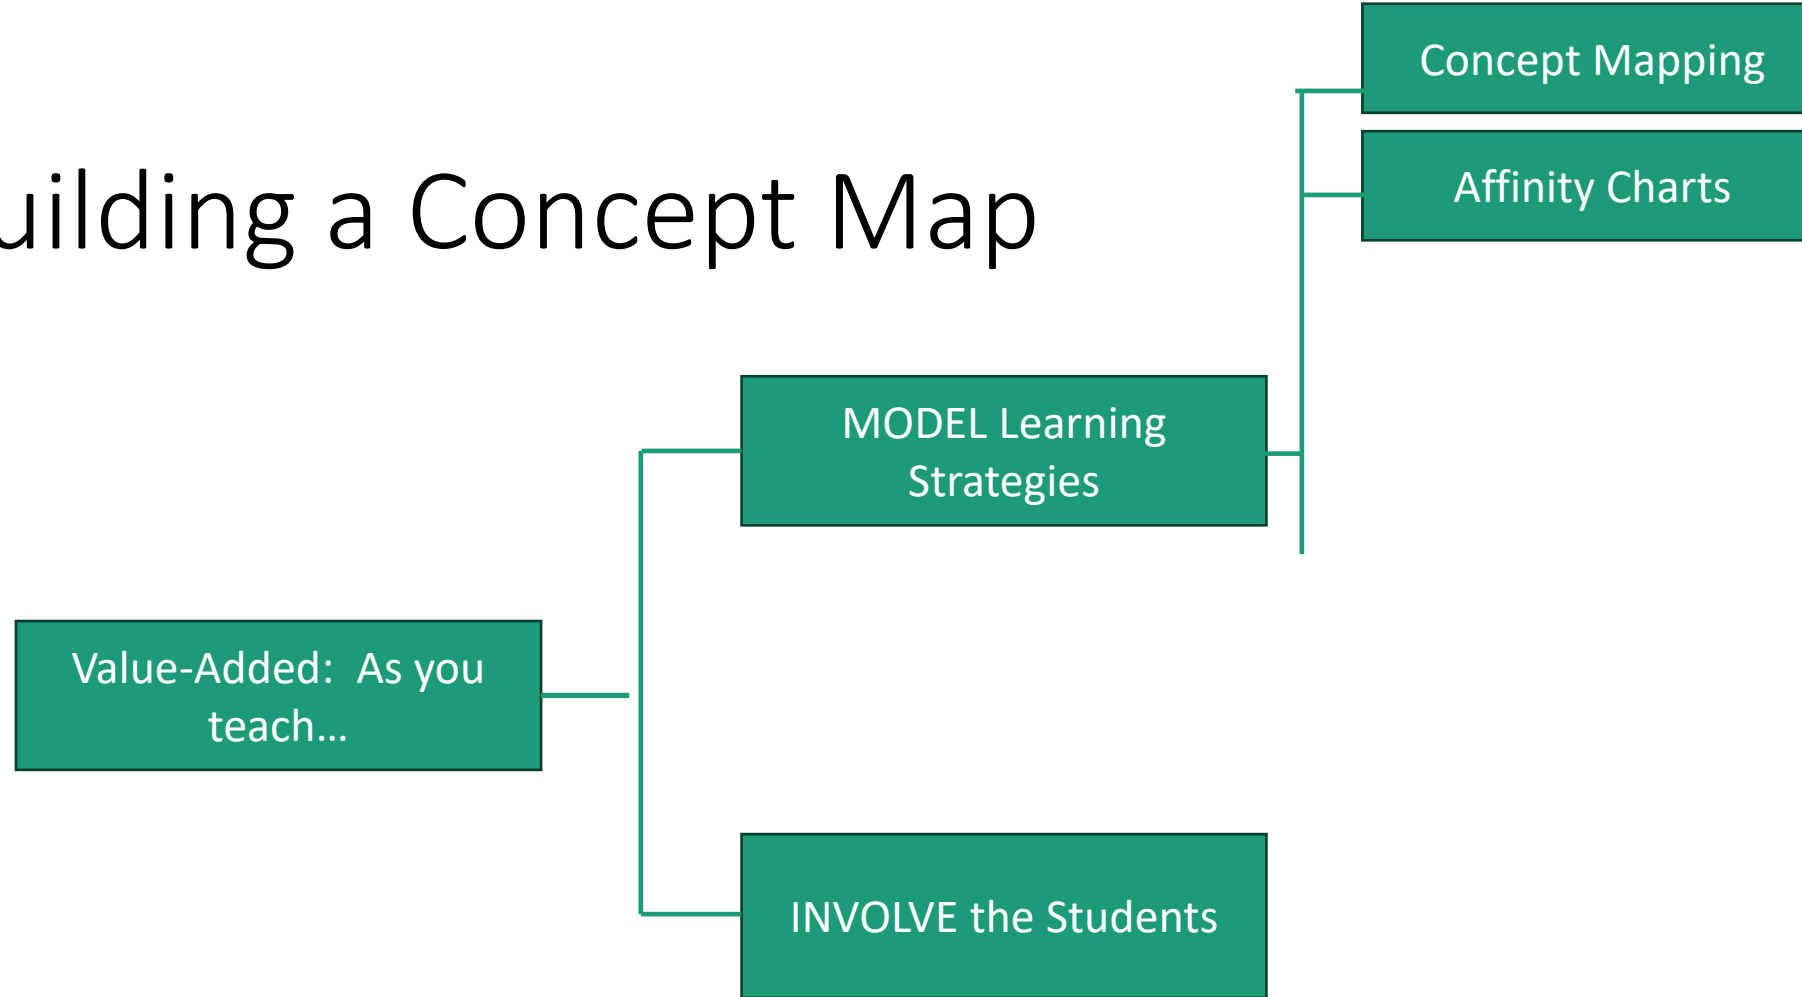 uilding a Concept Map
Concept Mapping
Affinity Charts
MODEL Learning
Strategies
Value-Added:  As you
teach...
INVOLVE the Students